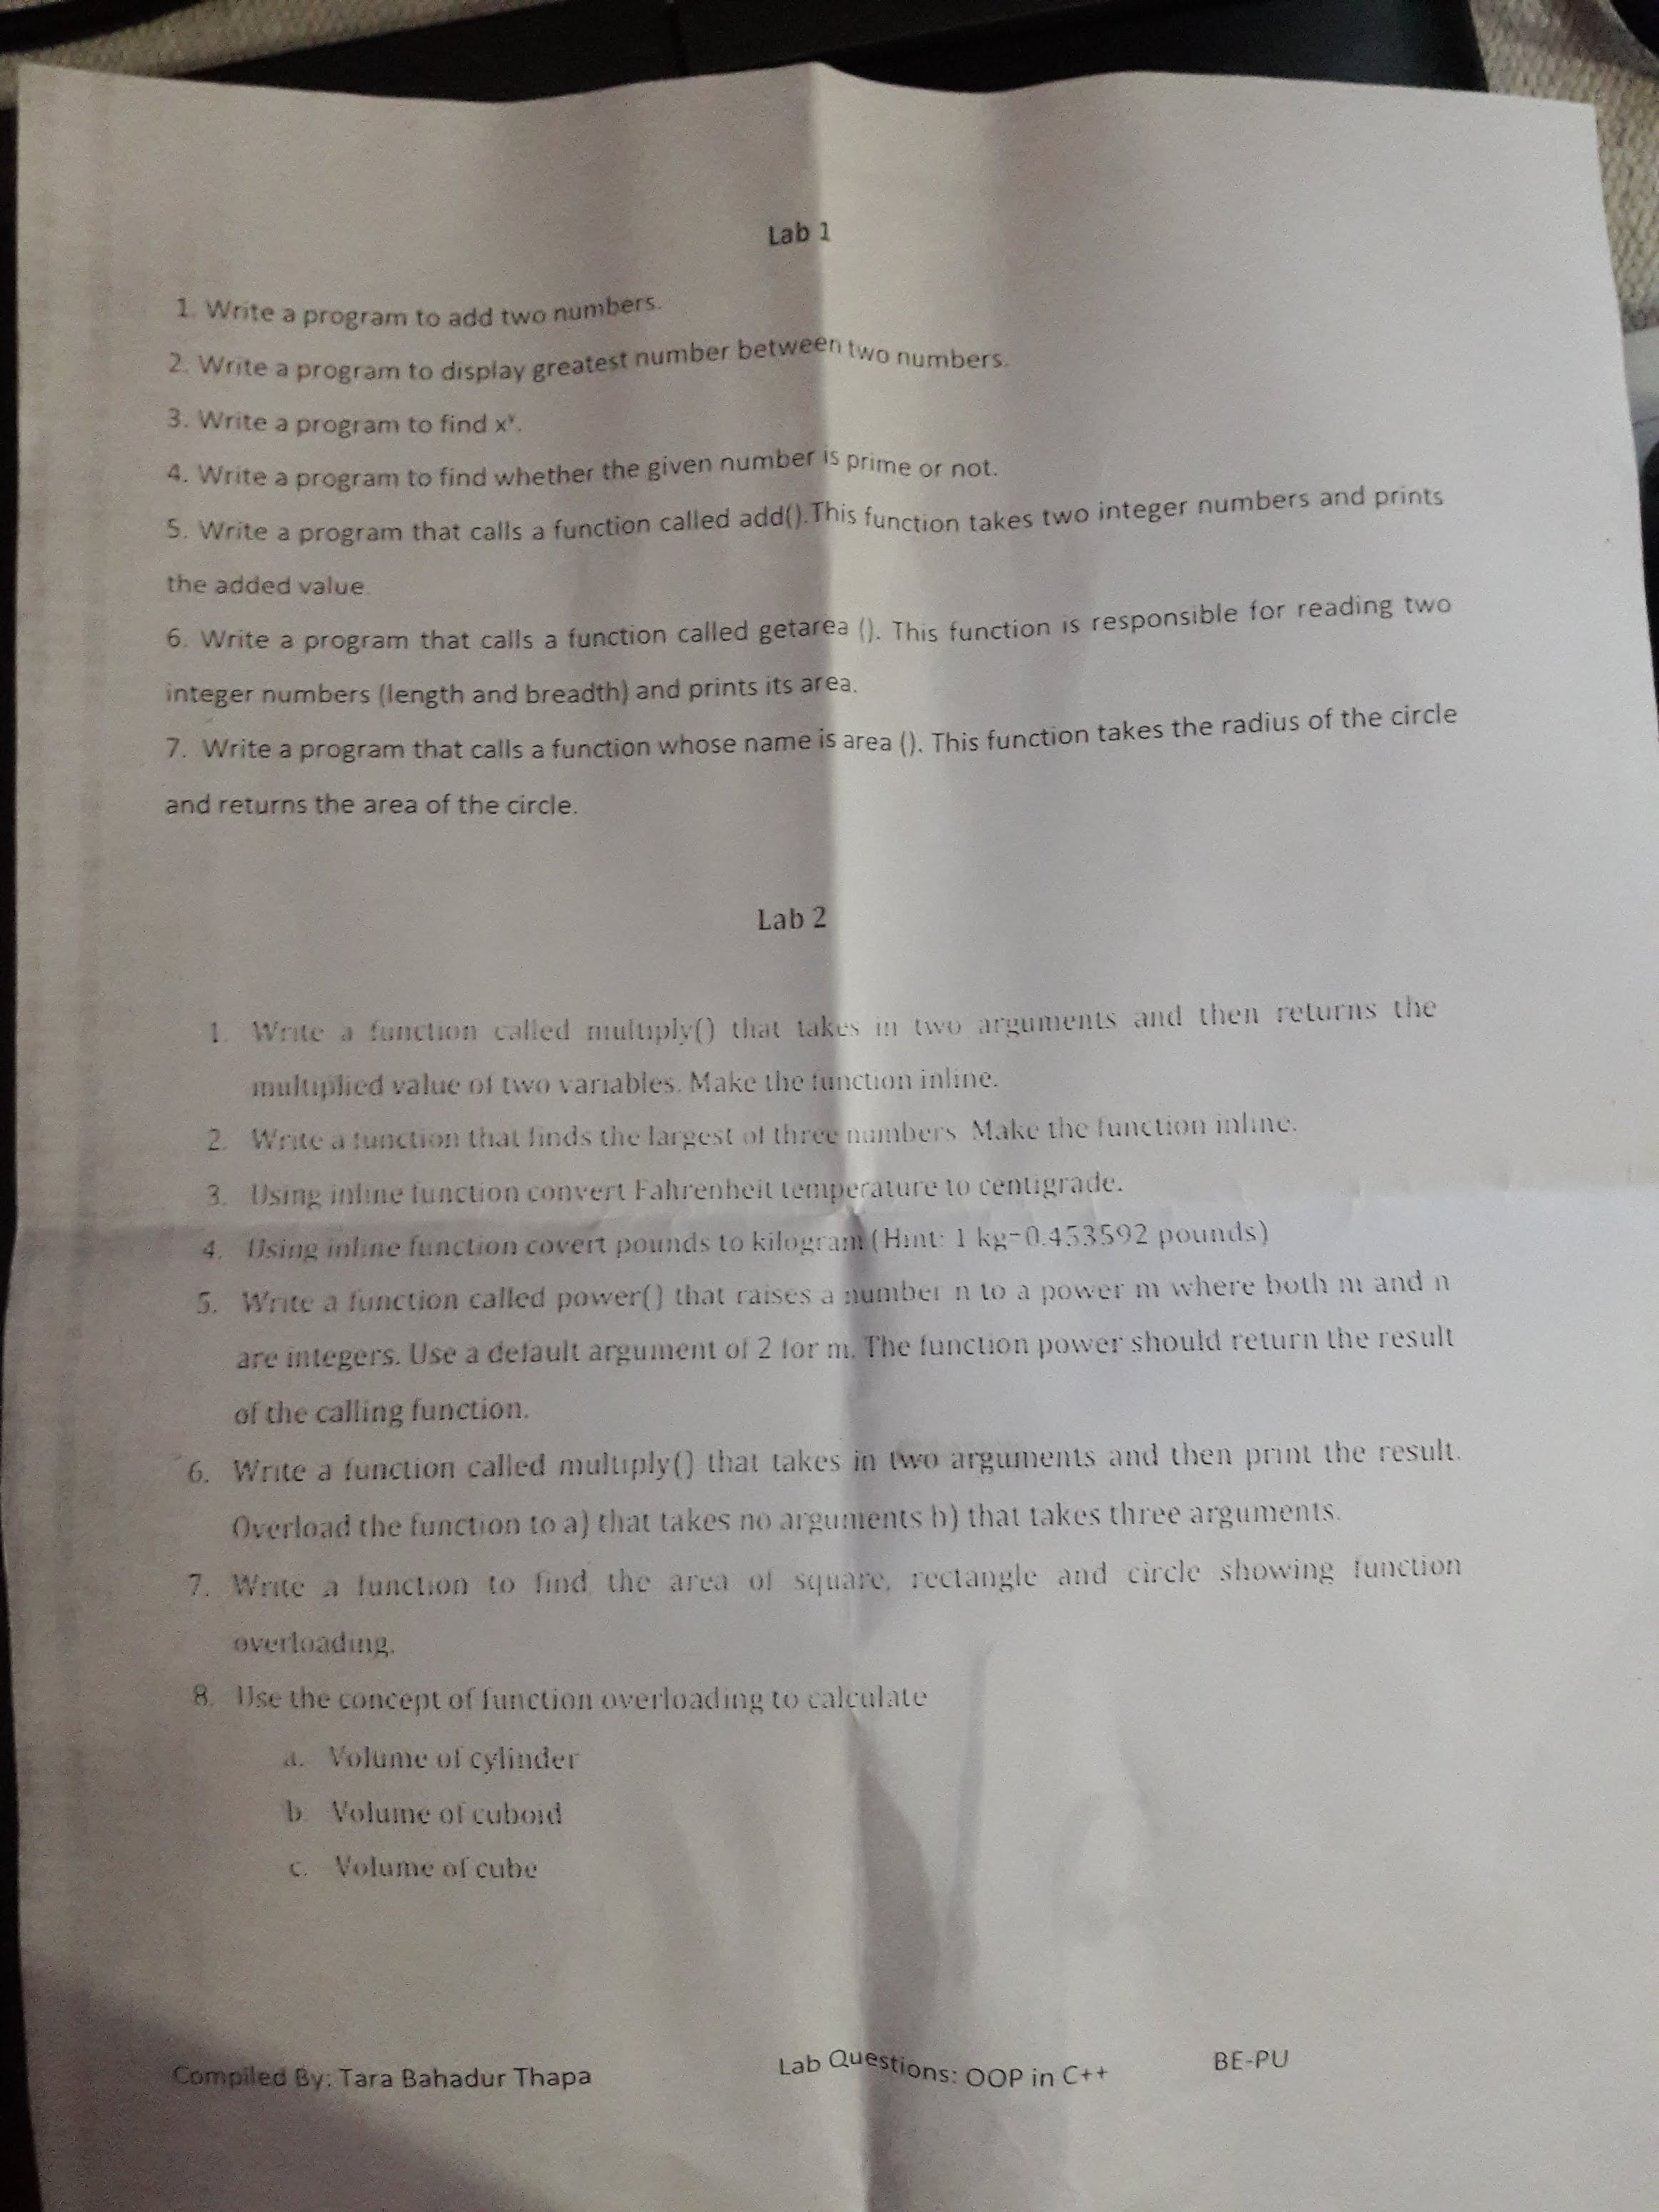 Lab 1
1. Write a program to add two numbers.
2. Write a program to display greatest number between two numbers.
3. Write a program to find xʸ.
4. Write a program to find whether the given number is prime or not.
5. Write a program that calls a function called add().This function takes two integer numbers and prints
the added value.
6. Write a program that calls a function called getarea (). This function is responsible for reading two
integer numbers (length and breadth) and prints its area.
7. Write a program that calls a function whose name is area (). This function takes the radius of the circle
and returns the area of the circle.
Lab 2
1. Write a function called multiply() that takes in two arguments and then returns the
multiplied value of two variables. Make the function inline.
2. Write a function that finds the largest of three numbers. Make the function inline.
3. Using inline function convert Fahrenheit temperature to centigrade.
4. Using inline function covert pounds to kilogram (Hint: 1 kg=0.453592 pounds)
5. Write a function called power() that raises a number n to a power m where both m and n
are integers. Use a default argument of 2 for m. The function power should return the result
of the calling function.
6. Write a function called multiply() that takes in two arguments and then print the result.
Overload the function to a) that takes no arguments b) that takes three arguments.
7. Write a function to find the area of square, rectangle and circle showing function
overloading.
8. Use the concept of function overloading to calculate
a. Volume of cylinder
b. Volume of cuboid
c. Volume of cube
Compiled By: Tara Bahadur Thapa Lab Questions: OOP in C++ BE-PU